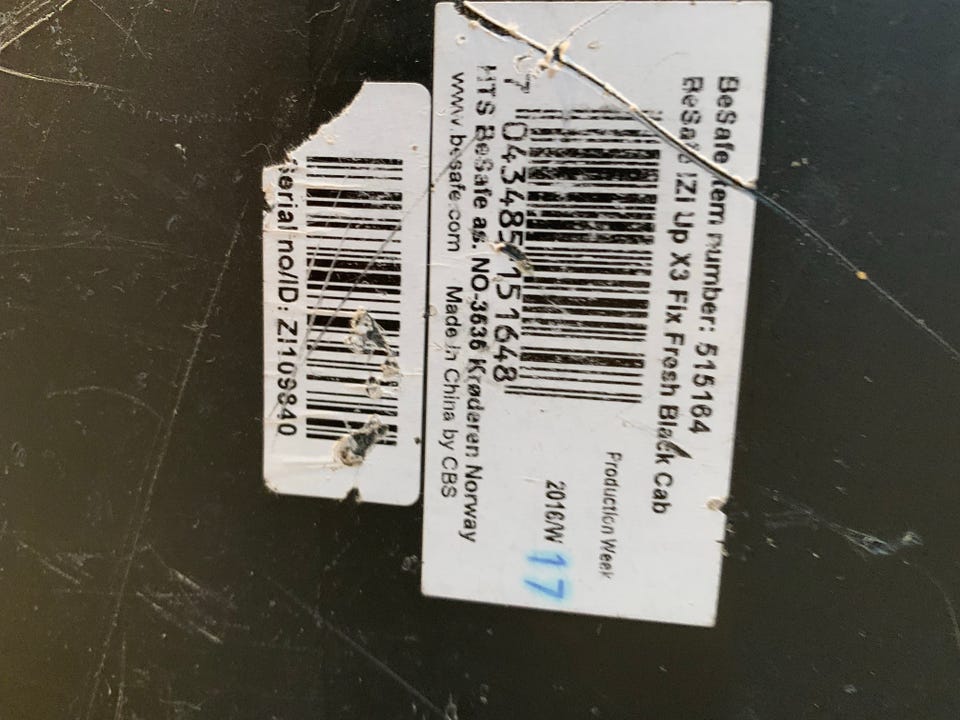 BeSafe Item number: 515164
BeSafe iZi Up X3 Fix Fresh Black Cab
Production Week
2016/W 17
7 043485 151648
HTS BeSafe as. NO-3636 Krøderen Norway
www.besafe.com Made in China by CBS
Serial no/ID: ZI109840